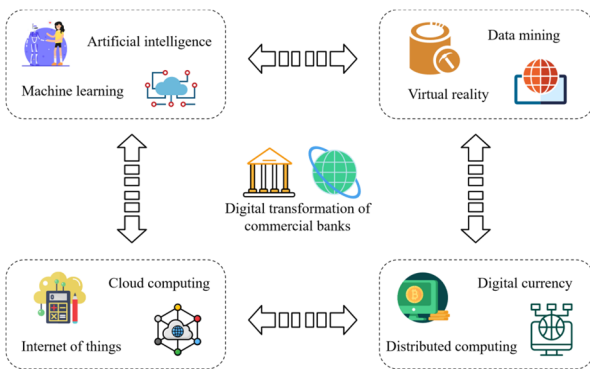 Artificial intelligence
Machine learning
Data mining
Virtual reality
Digital transformation of
commercial banks
Cloud computing
Internet of things
Digital currency
Distributed computing